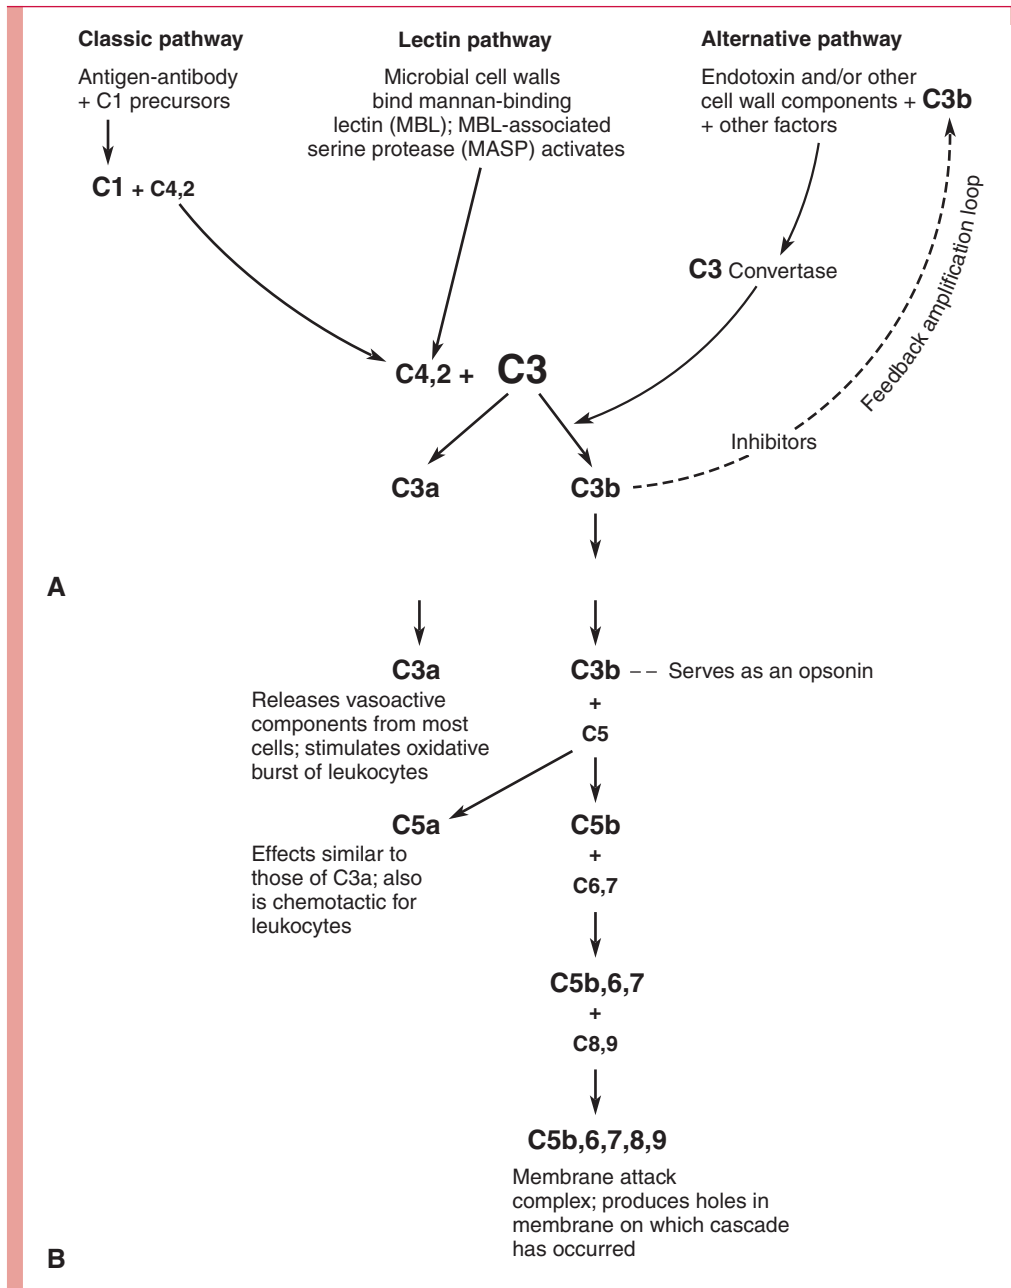 Classic pathway
Antigen-antibody
+ C1 precursors
C1 + C4,2
Lectin pathway
Microbial cell walls
bind mannan-binding
lectin (MBL); MBL-associated
serine protease (MASP) activates
Alternative pathway
Endotoxin and/or other
cell wall components + C3b
+ other factors
C3 Convertase
Feedback amplification loop
C4,2 + C3
Inhibitors
C3a
C3b
A
C3a
Releases vasoactive
components from most
cells; stimulates oxidative
burst of leukocytes
C3b -- Serves as an opsonin
+
C5
C5a
Effects similar to
those of C3a; also
is chemotactic for
leukocytes
C5b
+
C6,7
C5b,6,7
+
C8,9
C5b,6,7,8,9
Membrane attack
complex; produces holes in
membrane on which cascade
has occurred
B